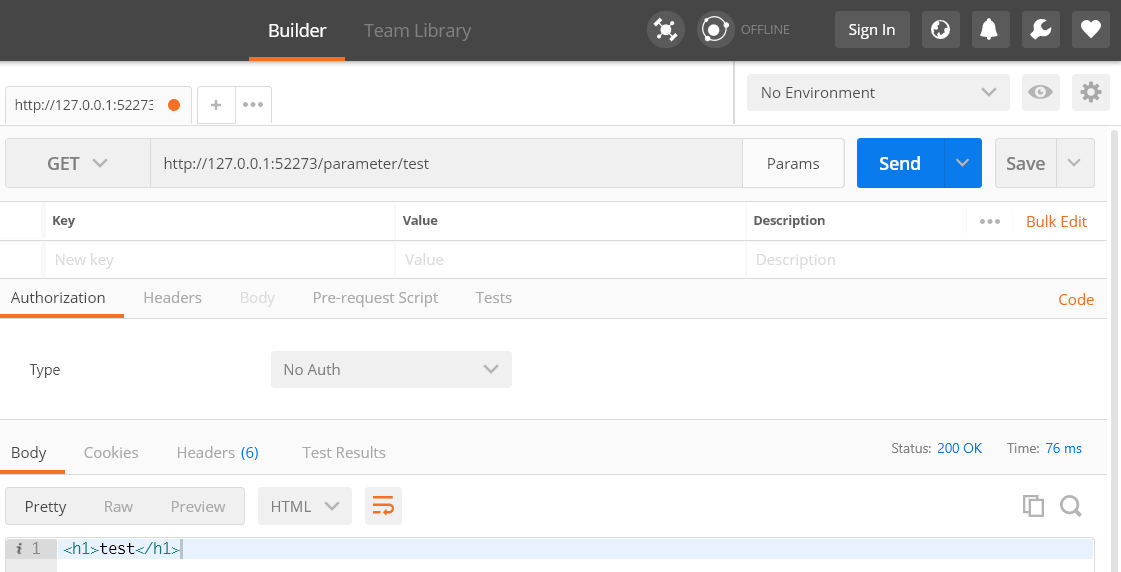 Builder Team Library OFFLINE Sign In
http://127.0.0.1:52273 + ••• No Environment
GET http://127.0.0.1:52273/parameter/test Params Send Save
Key Value Description ••• Bulk Edit
New key Value Description
Authorization Headers Body Pre-request Script Tests Code
Type No Auth
Body Cookies Headers (6) Test Results Status: 200 OK Time: 76 ms
Pretty Raw Preview HTML
i 1 <h1>test</h1>